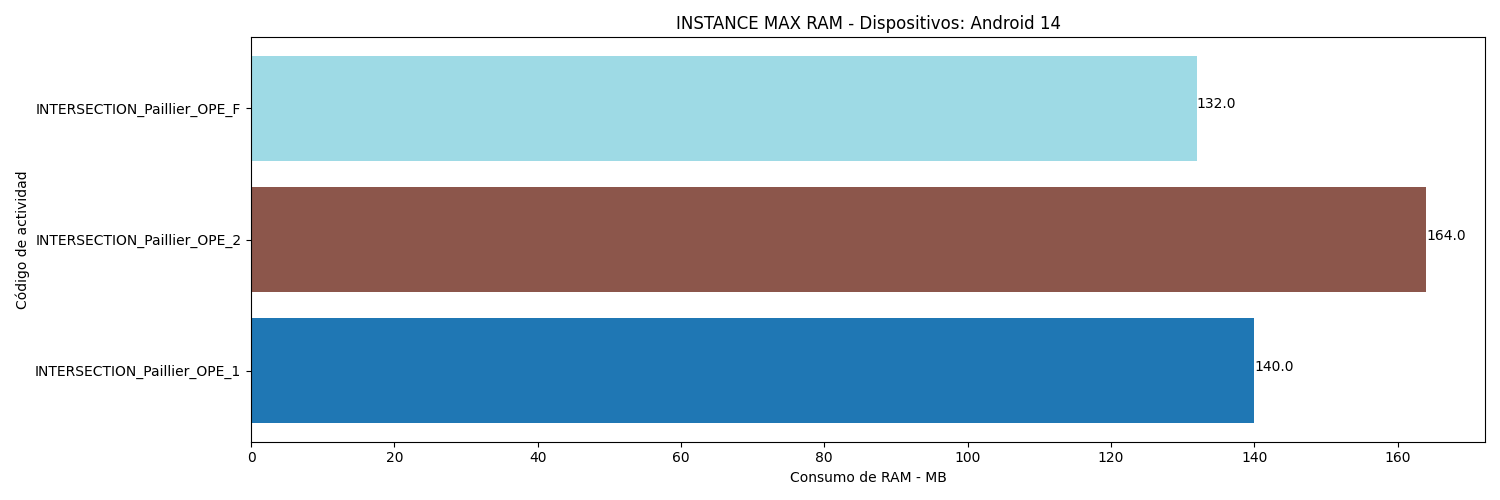 INSTANCE MAX RAM - Dispositivos: Android 14
Código de actividad
INTERSECTION_Paillier_OPE_F
132.0
INTERSECTION_Paillier_OPE_2
164.0
INTERSECTION_Paillier_OPE_1
140.0
0 20 40 60 80 100 120 140 160
Consumo de RAM - MB